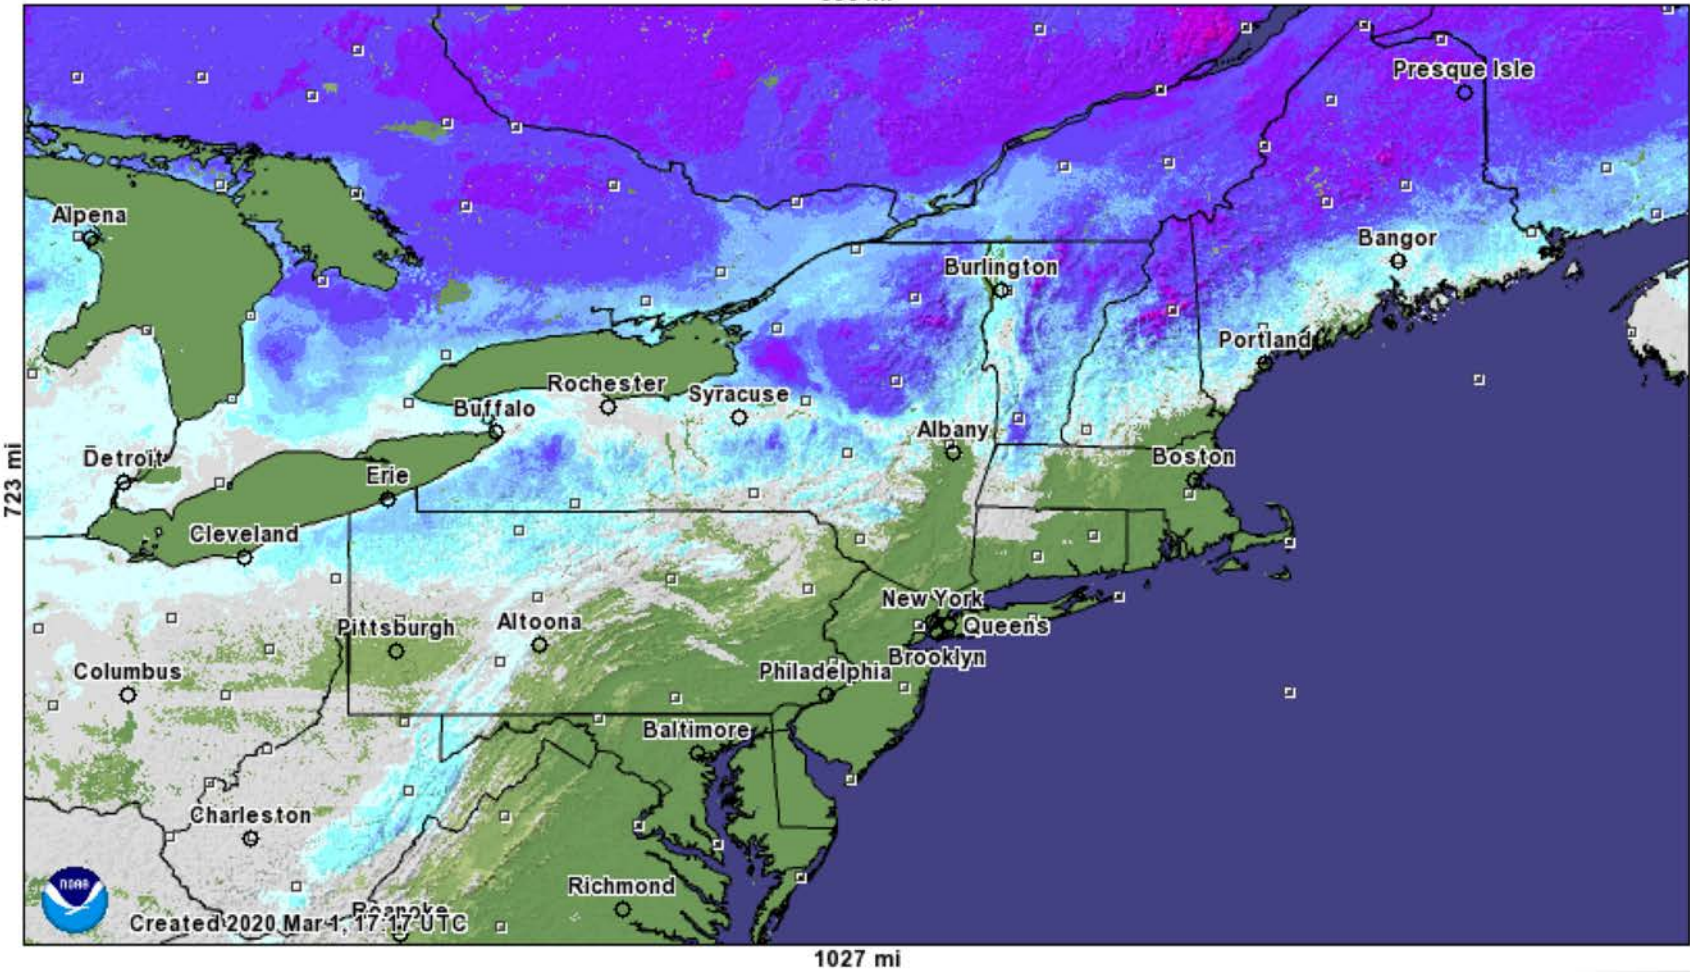 Presque Isle
Alpena
Bangor
Burlington
Portland
Rochester
Syracuse
Buffalo
Albany
Detroit
Boston
Erie
723 mi
Cleveland
New York
Queens
Pittsburgh
Altoona
Brooklyn
Columbus
Philadelphia
Baltimore
Charleston
Richmond
NOAA
Roanoke
Created 2020 Mar 1, 17:17 UTC
1027 mi